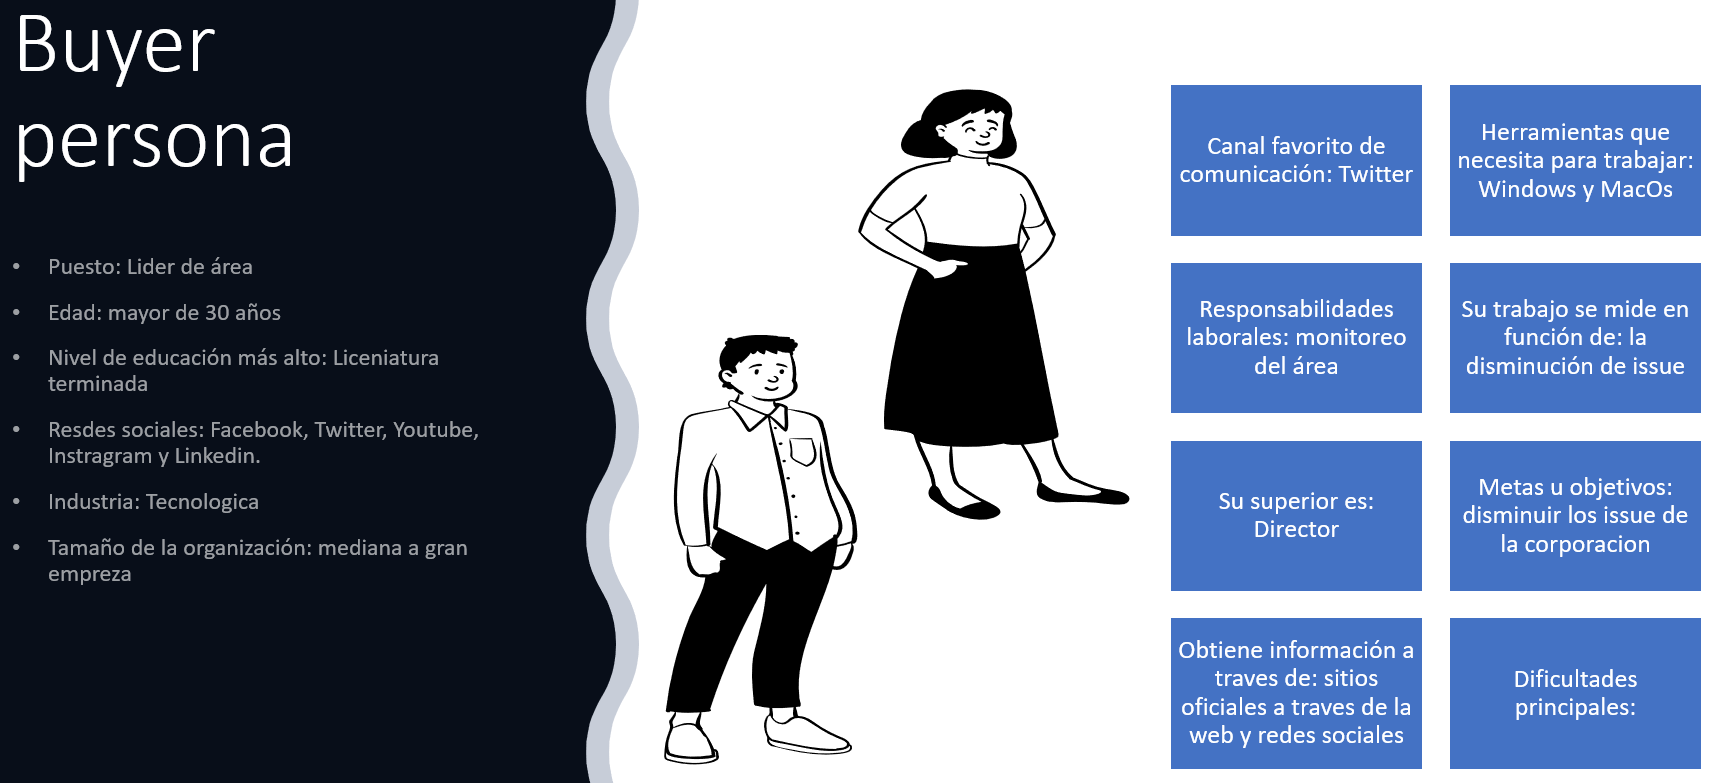 Buyer
persona
• Puesto: Lider de área
• Edad: mayor de 30 años
• Nivel de educación más alto: Liceniatura
terminada
• Resdes sociales: Facebook, Twitter, Youtube,
Instragram y Linkedin.
• Industria: Tecnologica
• Tamaño de la organización: mediana a gran
empreza
Canal favorito de
comunicación: Twitter
Herramientas que
necesita para trabajar:
Windows y MacOs
Responsabilidades
laborales: monitoreo
del área
Su trabajo se mide en
función de: la
disminución de issue
Su superior es:
Director
Metas u objetivos:
disminuir los issue de
la corporacion
Obtiene información a
traves de: sitios
oficiales a traves de la
web y redes sociales
Dificultades
principales: